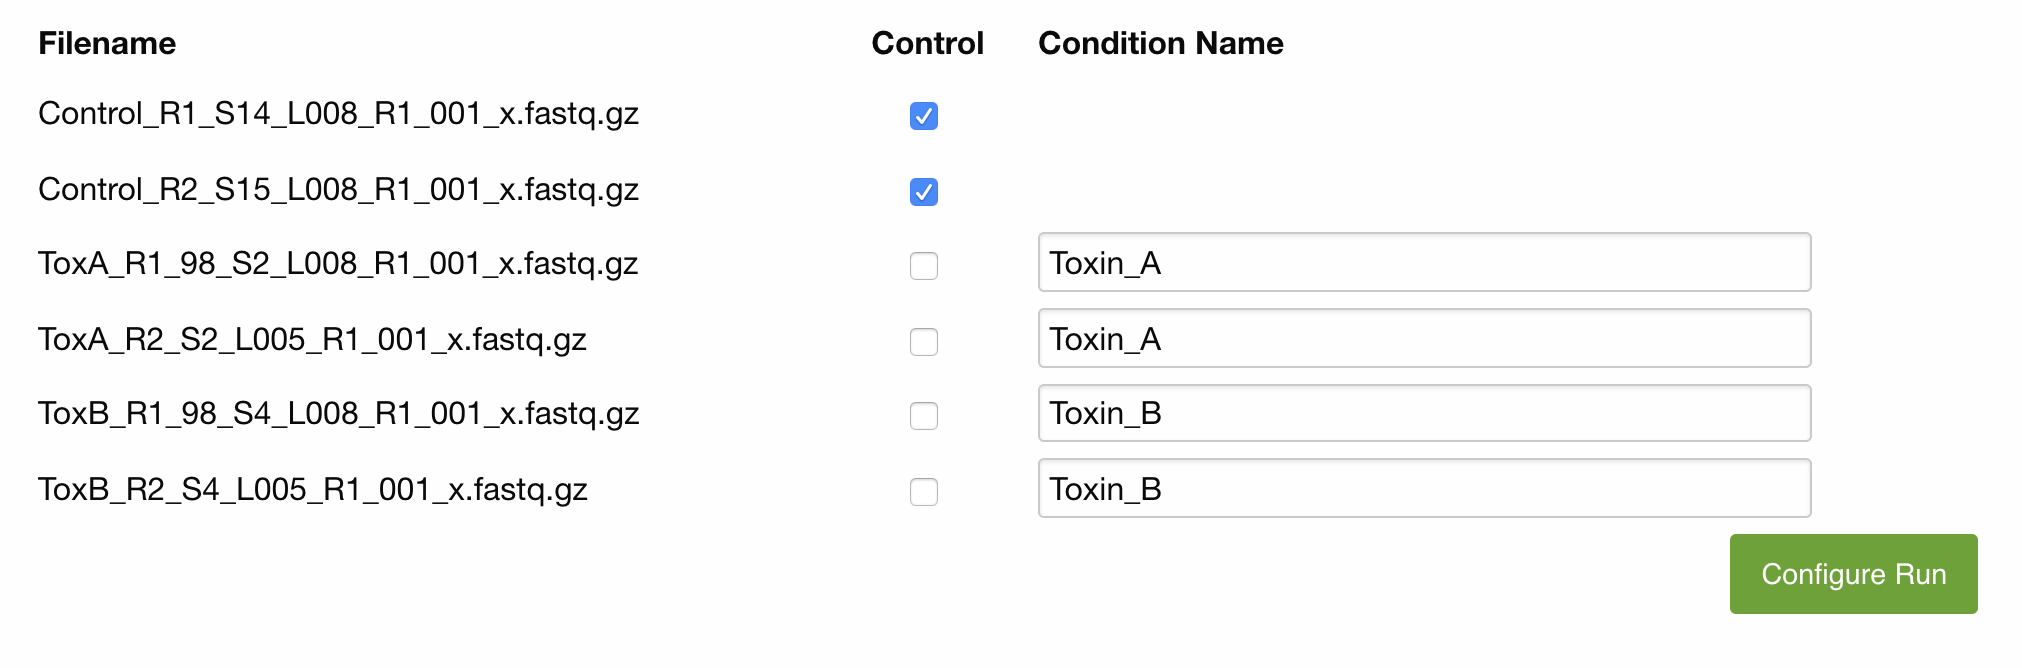 Filename Control Condition Name
Control_R1_S14_L008_R1_001_x.fastq.gz
Control_R2_S15_L008_R1_001_x.fastq.gz
ToxA_R1_98_S2_L008_R1_001_x.fastq.gz Toxin_A
ToxA_R2_S2_L005_R1_001_x.fastq.gz Toxin_A
ToxB_R1_98_S4_L008_R1_001_x.fastq.gz Toxin_B
ToxB_R2_S4_L005_R1_001_x.fastq.gz Toxin_B
Configure Run